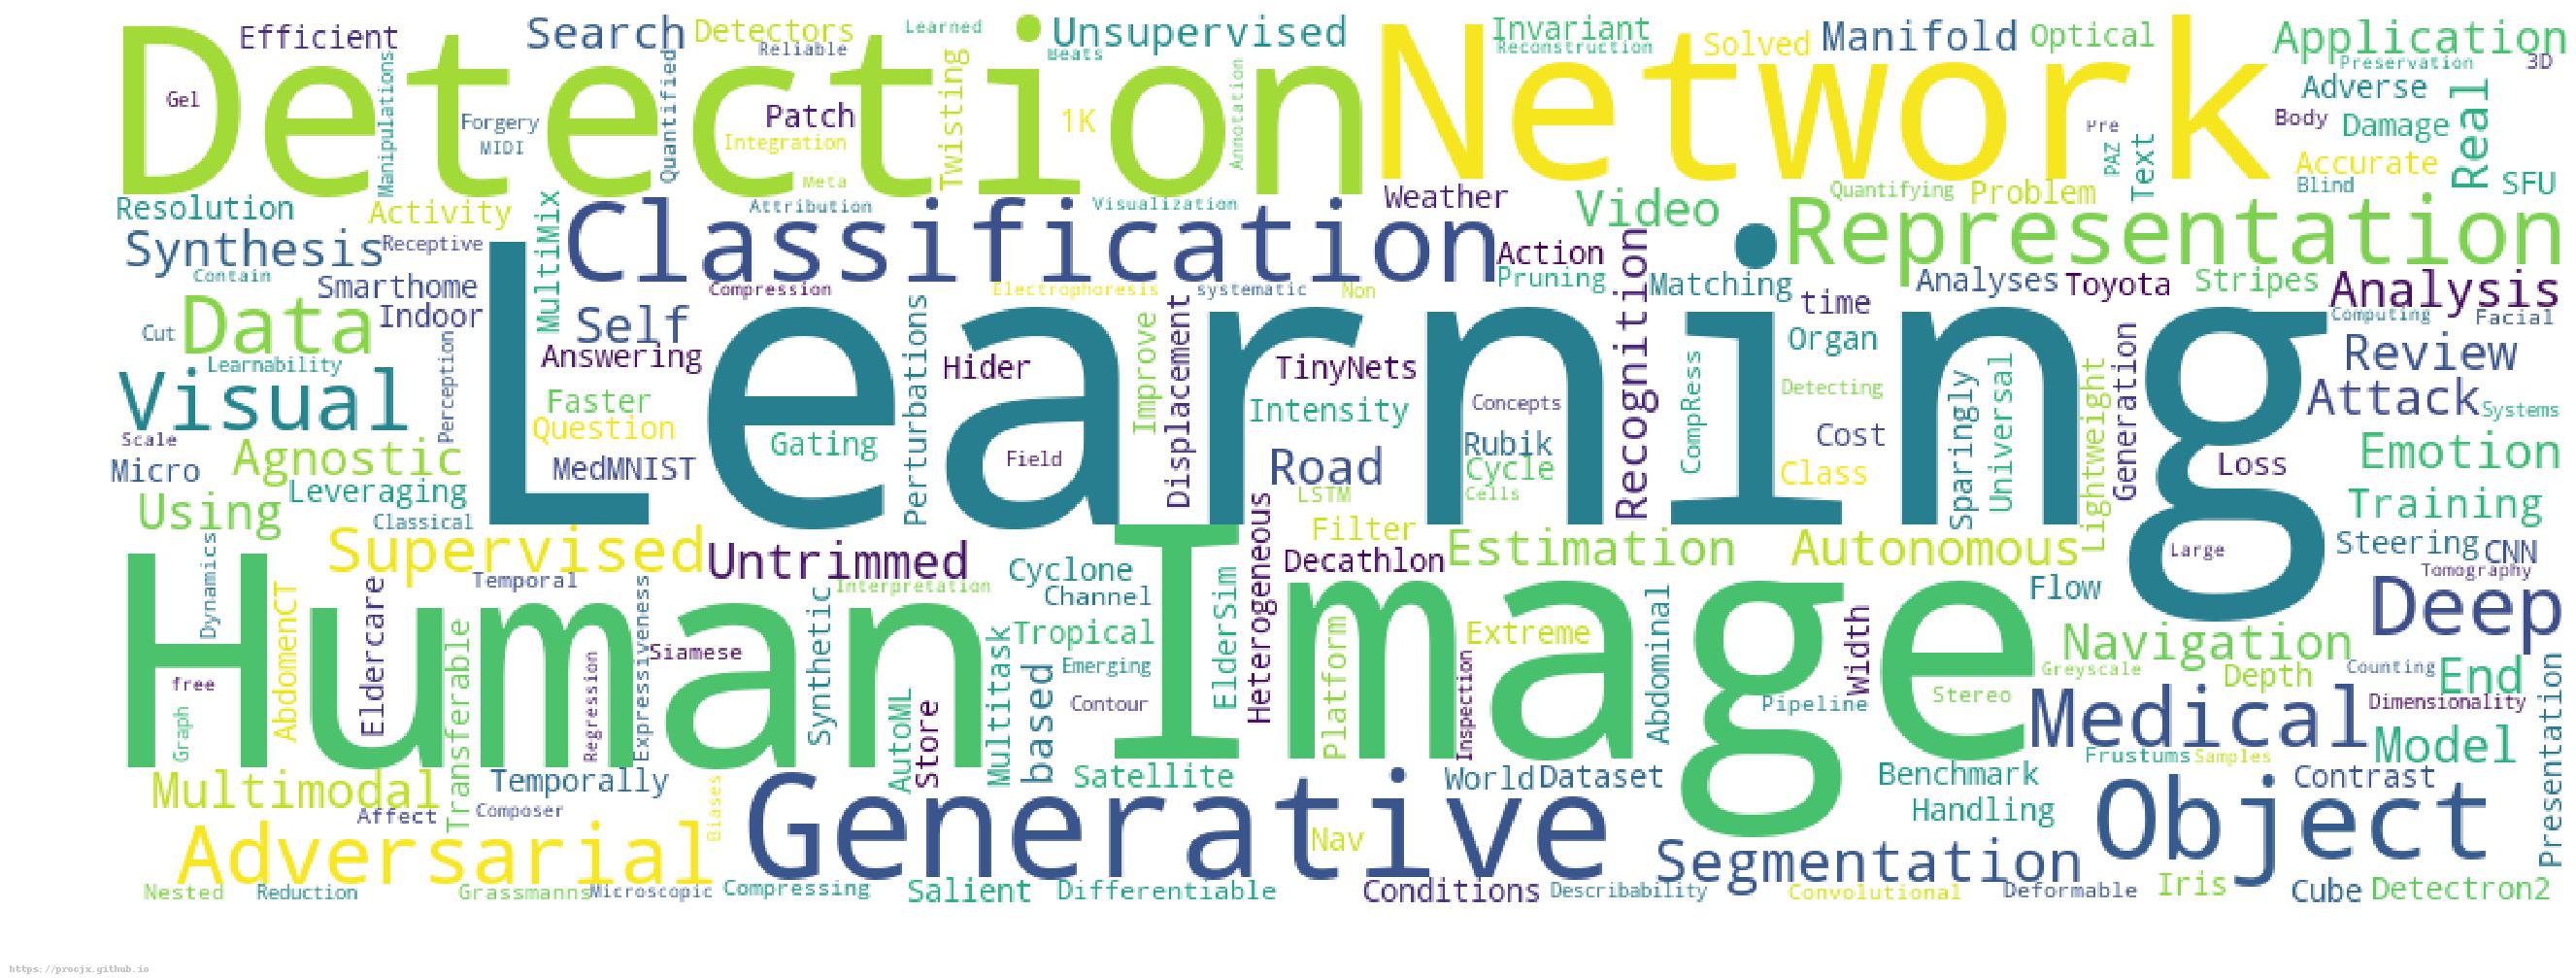 Detection
Network
Efficient
Search
Detectors
Reliable
Learned
Unsupervised
Beats
Invariant
Reconstruction
Solved
Manifold
Optical
Application
Preservation
3D
Gel
Manipulations
Forgery
MIDI
Quantified
Patch
Integration
Meta
Twisting
1K
Annotation
Adverse
Real
Pre
PAZ
Text
Body
Damage
Accurate
Blind
SFU
Resolution
Activity
MultiMix
Attribution
Visualization
Weather
Video
Quantifying
Problem
Classification
Representation
Synthesis
Receptive
Contain
Smarthome
Action
Pruning
Recognition
Matching
Analyses
Toyota
Stripes
Analysis
Compression
Electrophoresis
systematic
Non
Data
Indoor
Self
Perturbations
Improve
Displacement
time
Organ
Computing
Facial
Cut
Learnability
Perception
Answering
Learning
Hider
TinyNets
CompRess
Review
Generation
Visual
Faster
Question
Intensity
Concepts
Detecting
Sparingly
Universal
Lightweight
Attack
Systems
Scale
Micro
Agnostic
Leveraging
MedMNIST
Gating
Field
Road
Rubik
Cycle
Cells
LSTM
Cost
Class
Loss
Emotion
Training
Using
Classical
Filter
Heterogeneous
Supervised
Untrimmed
Decathlon
Estimation
Autonomous
Large
Steering
CNN
Tomography
Dynamics
Temporal
Interpretation
Cyclone
Channel
Human
Image
Flow
Deep
AbdomenCT
Eldercare
Transferable
Regression
Expressiveness
Siamese
Synthetic
Multitask
Tropical
Emerging
ElderSim
Platform
Extreme
Abdominal
Width
Navigation
Greyscale
Depth
Counting
End
free
Graph
AutoML
Store
based
Contour
Inspection
Pipeline
Stereo
Medical
Dimensionality
Model
Presentation
Multimodal
Temporally
Satellite
World
Dataset
Benchmark
Frustums
Samples
Contrast
Affect
Composer
Biases
Generative
Handling
Object
Adversarial
Nav
Segmentation
Nested
Reduction
Grassmanns
Microscopic
Compressing
Salient
Differentiable
Conditions
Describability
Convolutional
Deformable
Iris
Cube
Detectron2
https://procjx.github.io